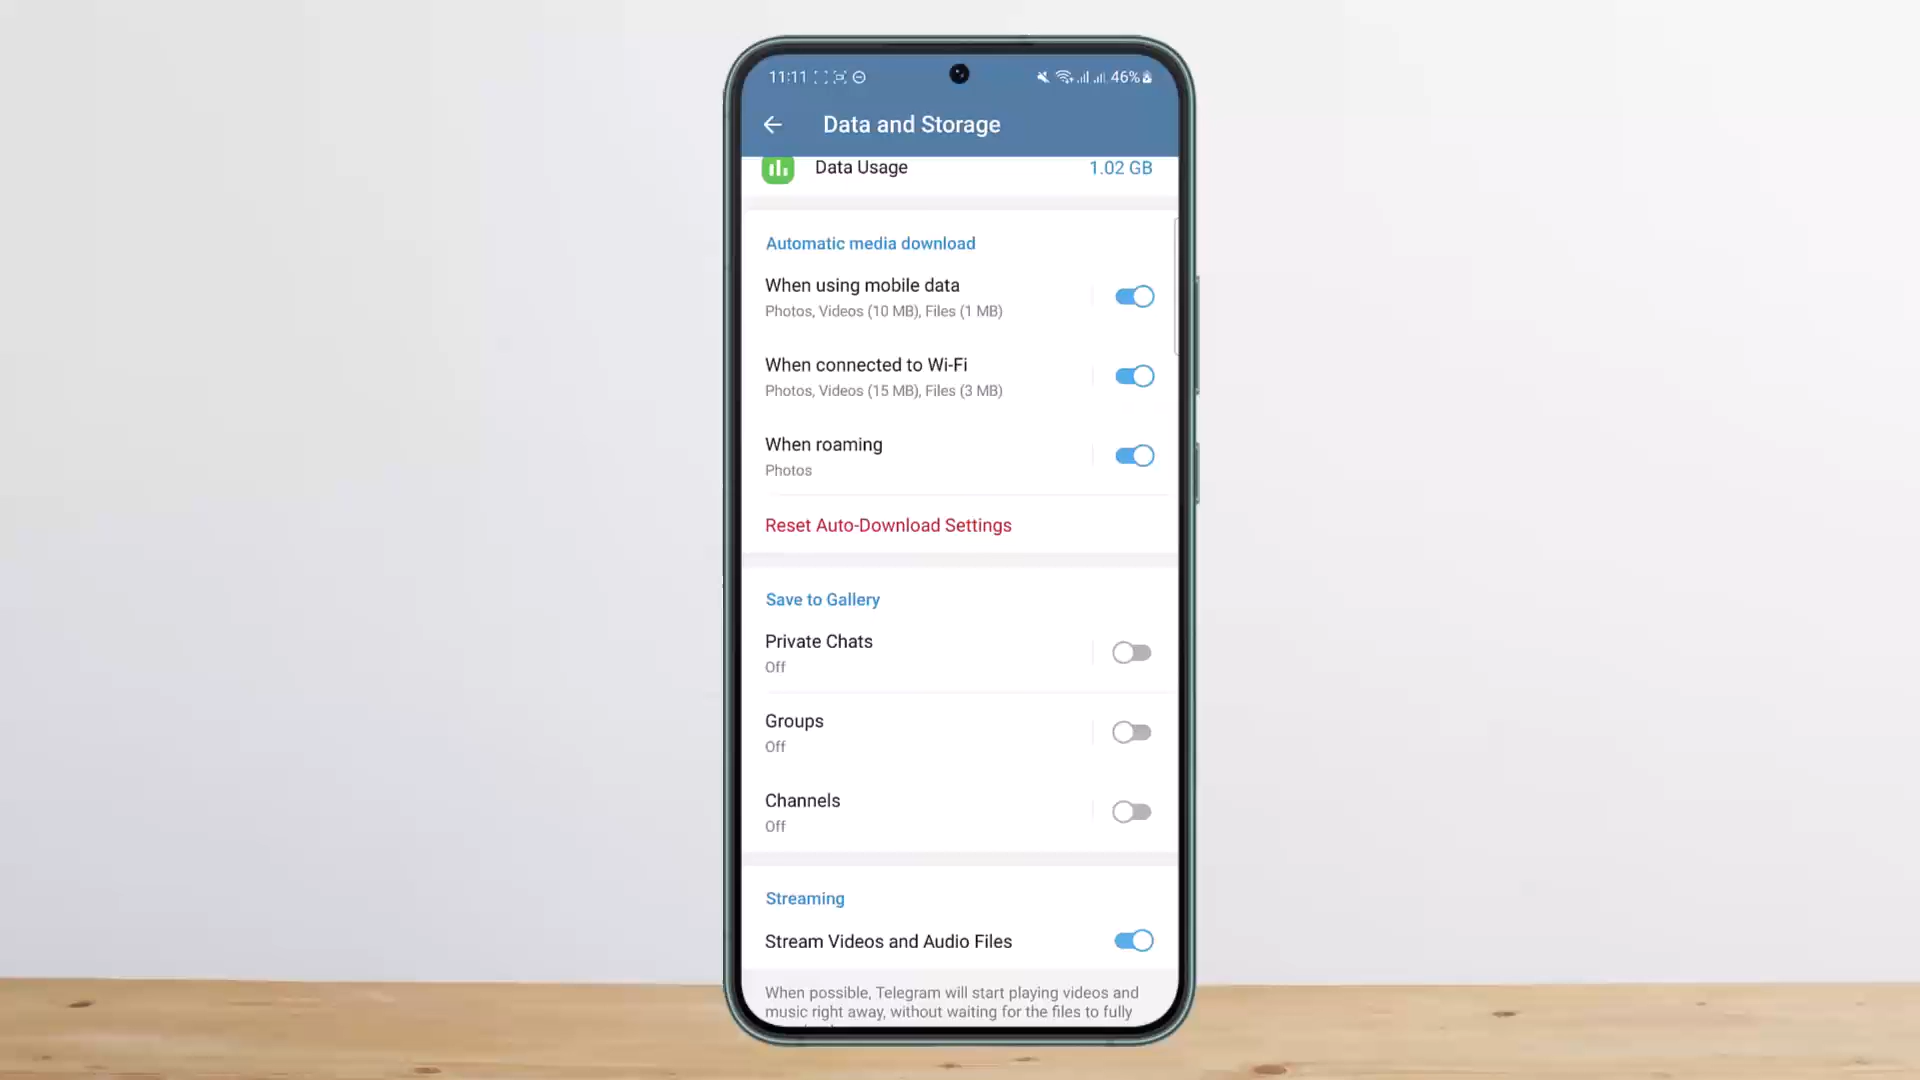 11:11 46%
Data and Storage
Data Usage 1.02 GB
Automatic media download
When using mobile data
Photos, Videos (10 MB), Files (1 MB)
When connected to Wi-Fi
Photos, Videos (15 MB), Files (3 MB)
When roaming
Photos
Reset Auto-Download Settings
Save to Gallery
Private Chats
Off
Groups
Off
Channels
Off
Streaming
Stream Videos and Audio Files
When possible, Telegram will start playing videos and
music right away, without waiting for the files to fully